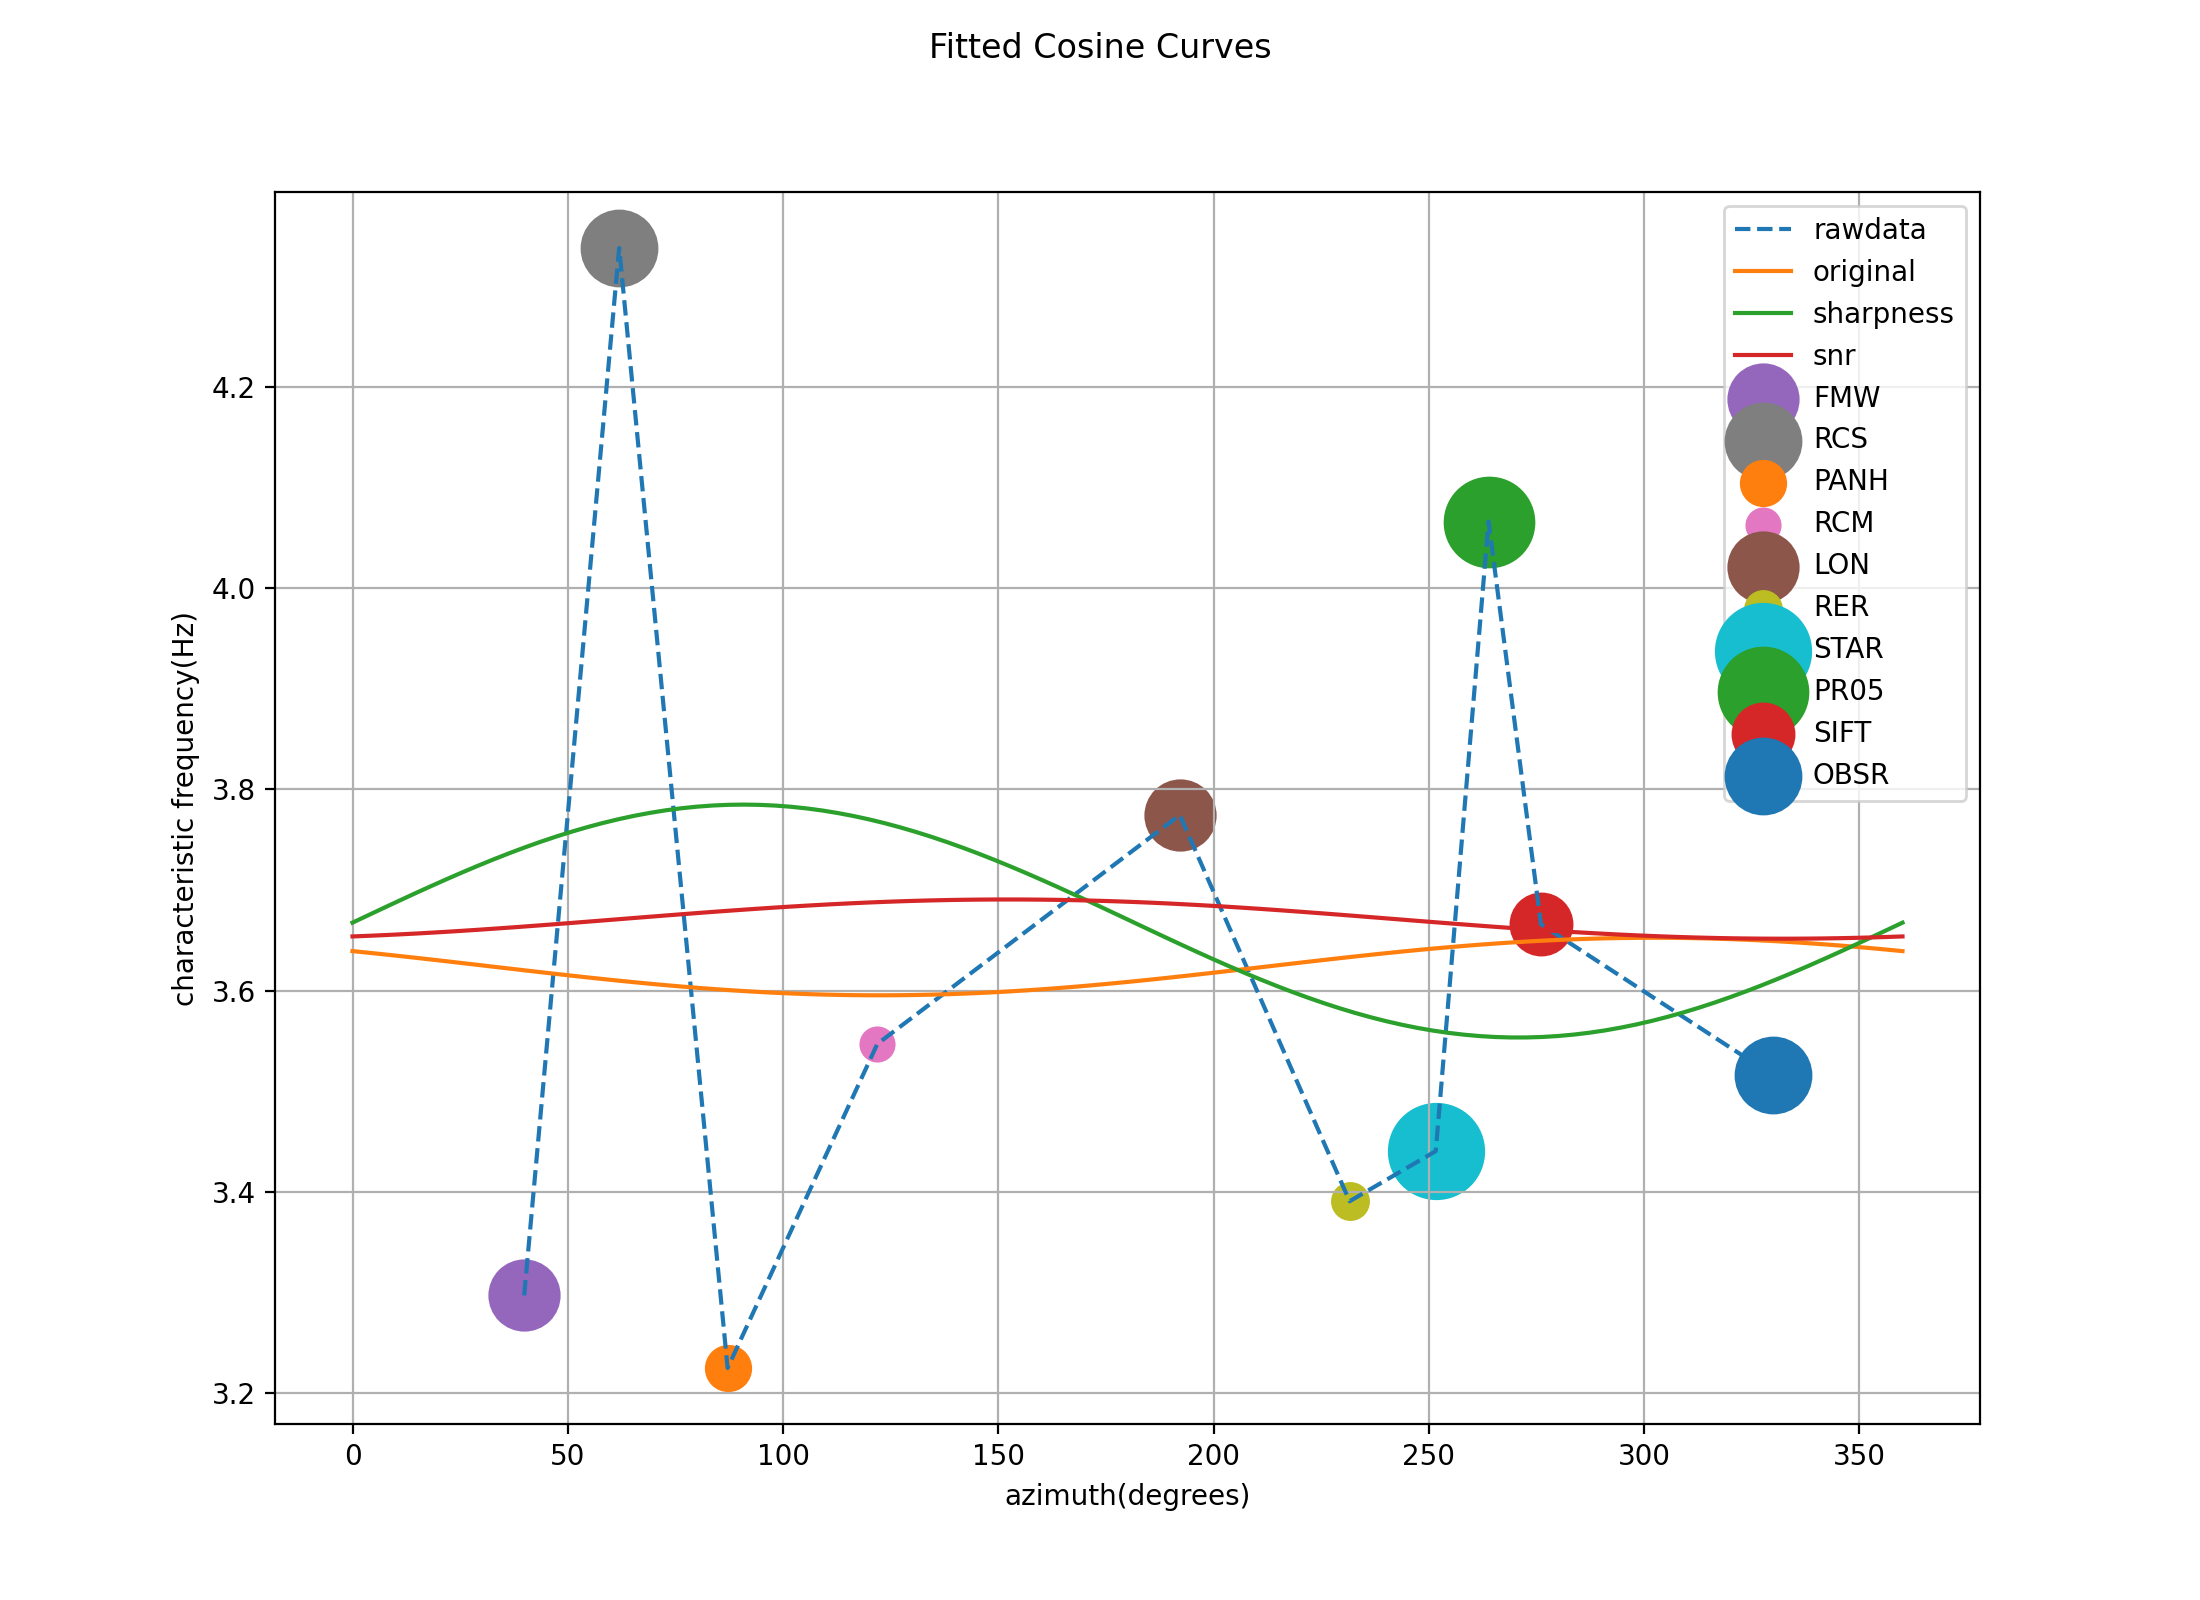 Fitted Cosine Curves
characteristic frequency(Hz)
4.2
4.0
3.8
3.6
3.4
3.2
rawdata
original
sharpness
snr
FMW
RCS
PANH
RCM
LON
RER
STAR
PR05
SIFT
OBSR
0 50 100 150 200 250 300 350
azimuth(degrees)